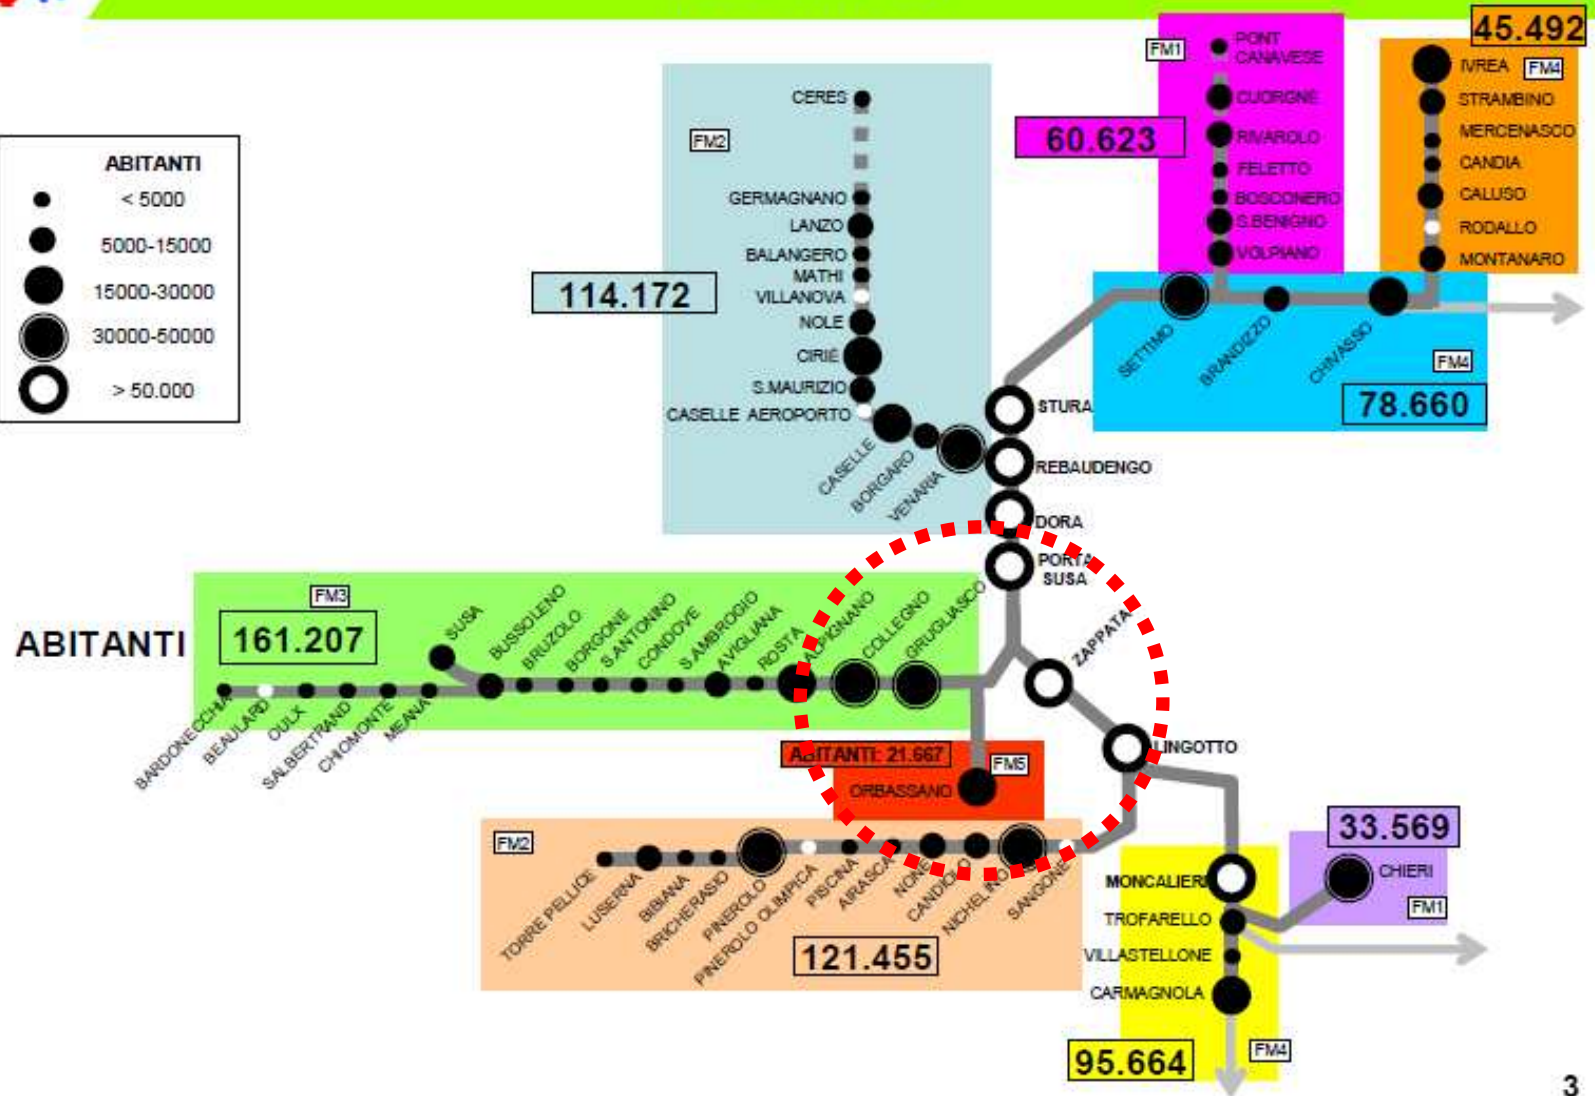 45.492
FM1
PONT
CANAVESE
IVREA
FM4
CUORGNE
STRAMBINO
CERES
60.623
RIVAROLO
MERCENASCO
FM2
FELETTO
CANDIA
ABITANTI
< 5000
GERMAGNANO
BOSCONERO
CALUSO
LANZO
S.BENIGNO
RODALLO
5000-15000
BALANGERO
VOLPIANO
MONTANARO
MATHI
15000-30000
114.172
VILLANOVA
NOLE
30000-50000
CIRIÉ
SETTIMO
BRANDIZZO
CHIVASSO
FM4
> 50.000
S.MAURIZIO
78.660
CASELLE AEROPORTO
STURA
CASELLE
BORGARO
VENARIA
REBAUDENGO
DORA
PORTA
SUSA
FM3
ABITANTI
161.207
SUSA
BUSSOLENO
BRUZOLO
BORGONE
S.ANTONINO
CONDOVE
S.AMBROGIO
AVIGLIANA
ROSTA
ALPIGNANO
COLLEGNO
GRUGLIASCO
ZAPPATA
BARDONECCHIA
BEAULARD
OULX
SALBERTRAND
CHIOMONTE
MEANA
LINGOTTO
ABITANTI: 21.667
FM5
ORBASSANO
FM2
33.569
TORRE PELLICE
LUSERNA
BIBIANA
BRICHERASIO
PINEROLO
PINEROLO OLIMPICA
PISCINA
AIRASCA
NONE
CANDIOLO
NICHELINO
SANGONE
121.455
MONCALIERI
CHIERI
FM1
TROFARELLO
VILLASTELLONE
CARMAGNOLA
95.664
FM4
3